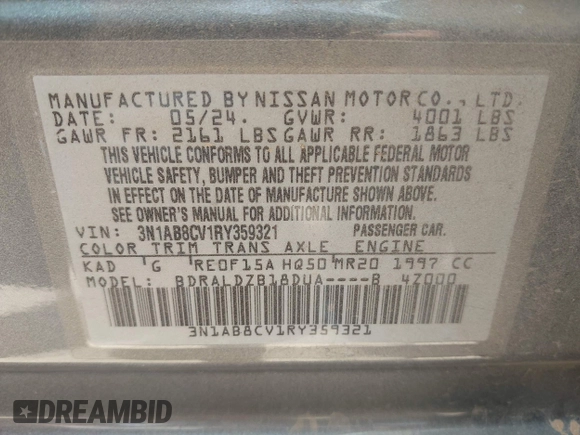 MANUFACTURED BY NISSAN MOTOR CO., LTD.
DATE: 05/24. GVWR: 4001 LBS
GAWR FR: 2161 LBS GAWR RR: 1863 LBS
THIS VEHICLE CONFORMS TO ALL APPLICABLE FEDERAL MOTOR
VEHICLE SAFETY, BUMPER AND THEFT PREVENTION STANDARDS
IN EFFECT ON THE DATE OF MANUFACTURE SHOWN ABOVE.
SEE OWNER'S MANUAL FOR ADDITIONAL INFORMATION.
VIN: 3N1AB8CV1RY359321 PASSENGER CAR.
COLOR TRIM TRANS AXLE ENGINE
KAD G RE0F15A HQ50 MR20 1997 CC
MODEL: BDRALDZB18DUA----B 4Z000
3N1AB8CV1RY359321
DREAMBID